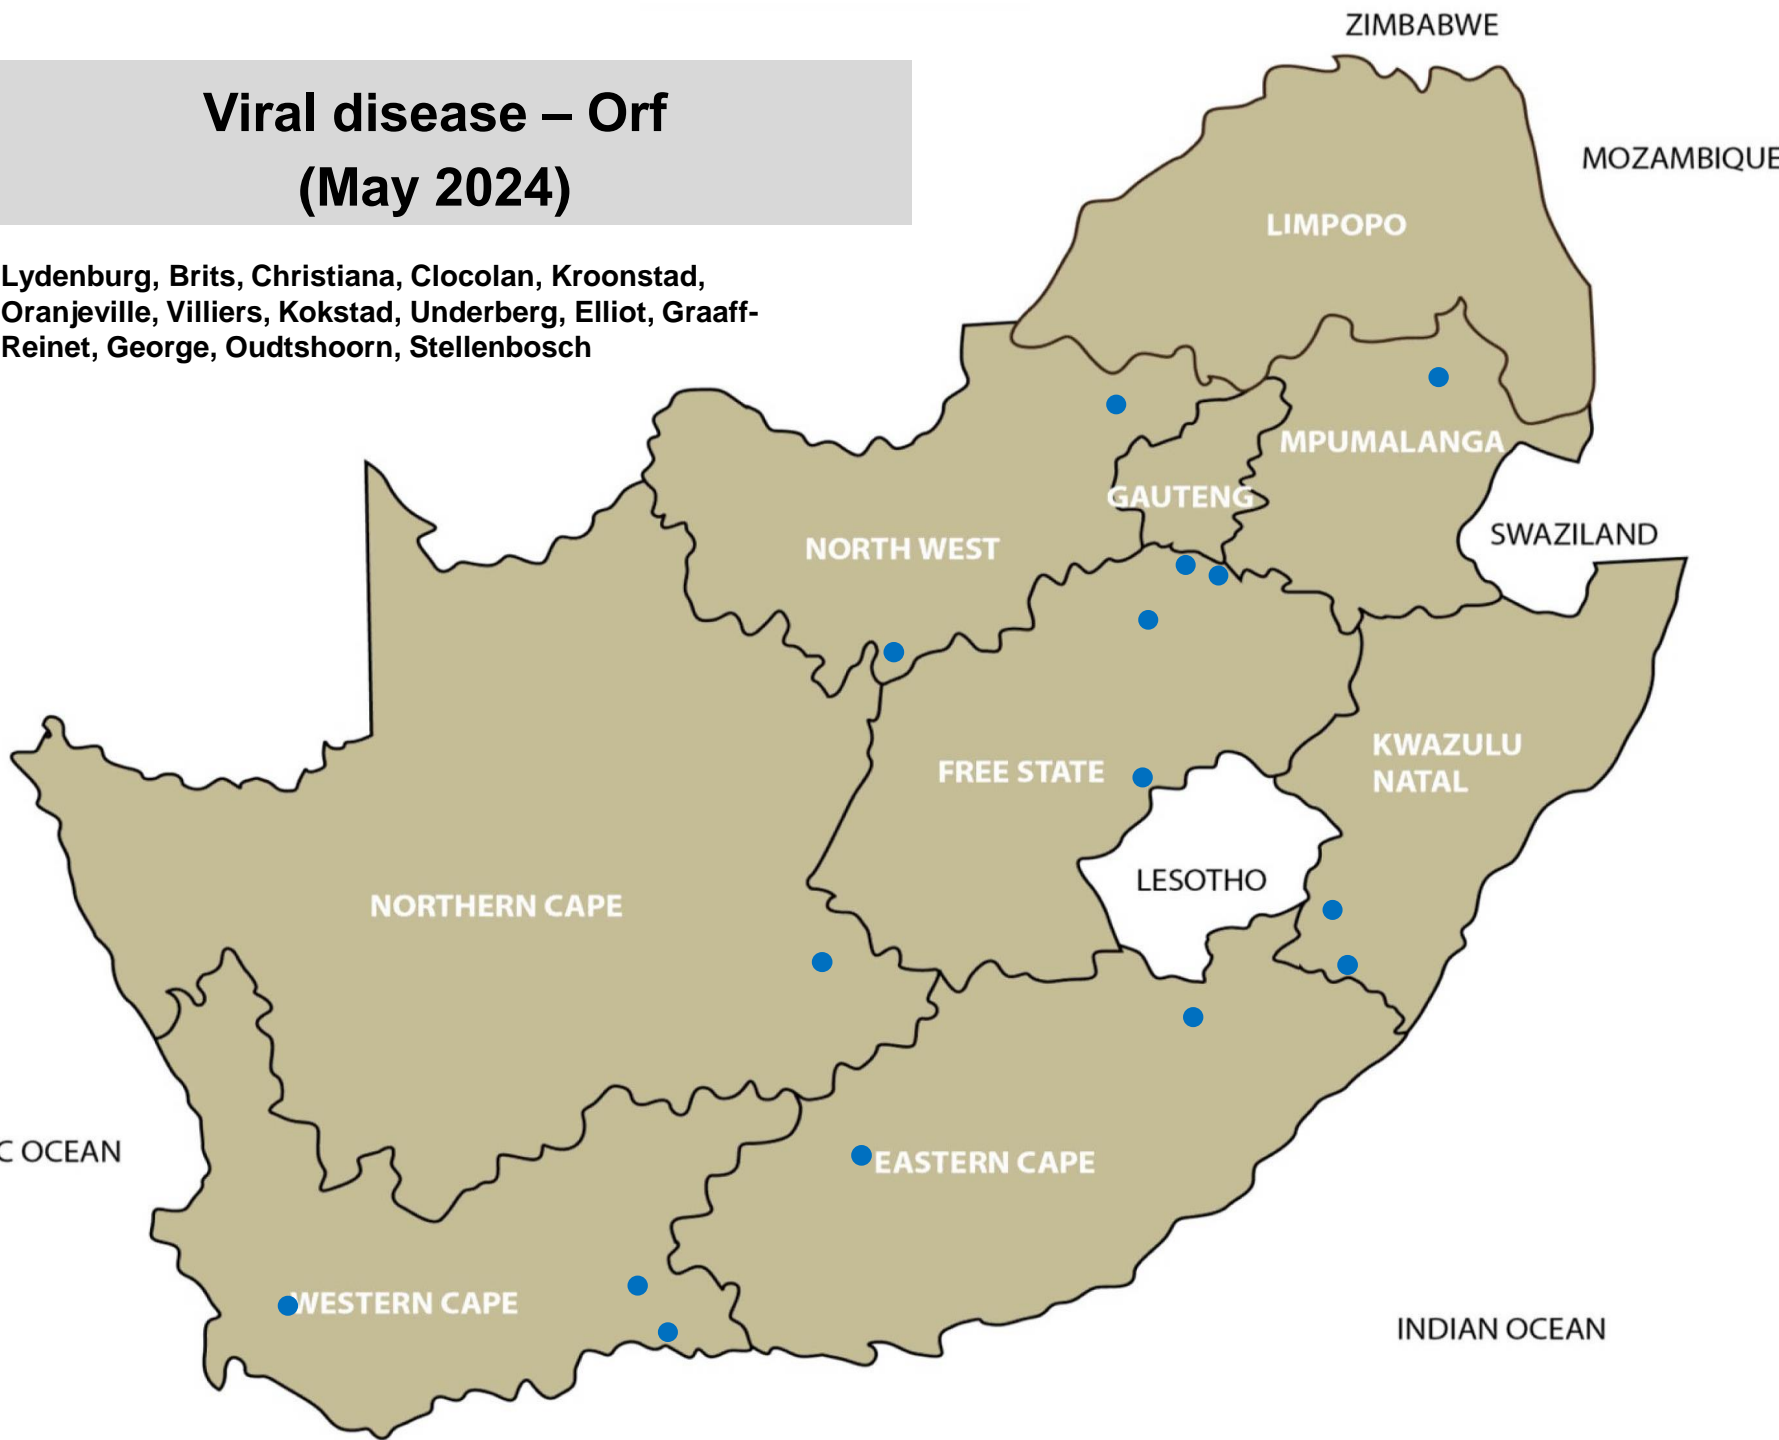 ZIMBABWE
Viral disease – Orf
(May 2024)
MOZAMBIQUE
LIMPOPO
Lydenburg, Brits, Christiana, Clocolan, Kroonstad,
Oranjeville, Villiers, Kokstad, Underberg, Elliot, Graaff-
Reinet, George, Oudtshoorn, Stellenbosch
MPUMALANGA
GAUTENG
NORTH WEST
SWAZILAND
KWAZULU
NATAL
FREE STATE
LESOTHO
NORTHERN CAPE
C OCEAN
EASTERN CAPE
WESTERN CAPE
INDIAN OCEAN